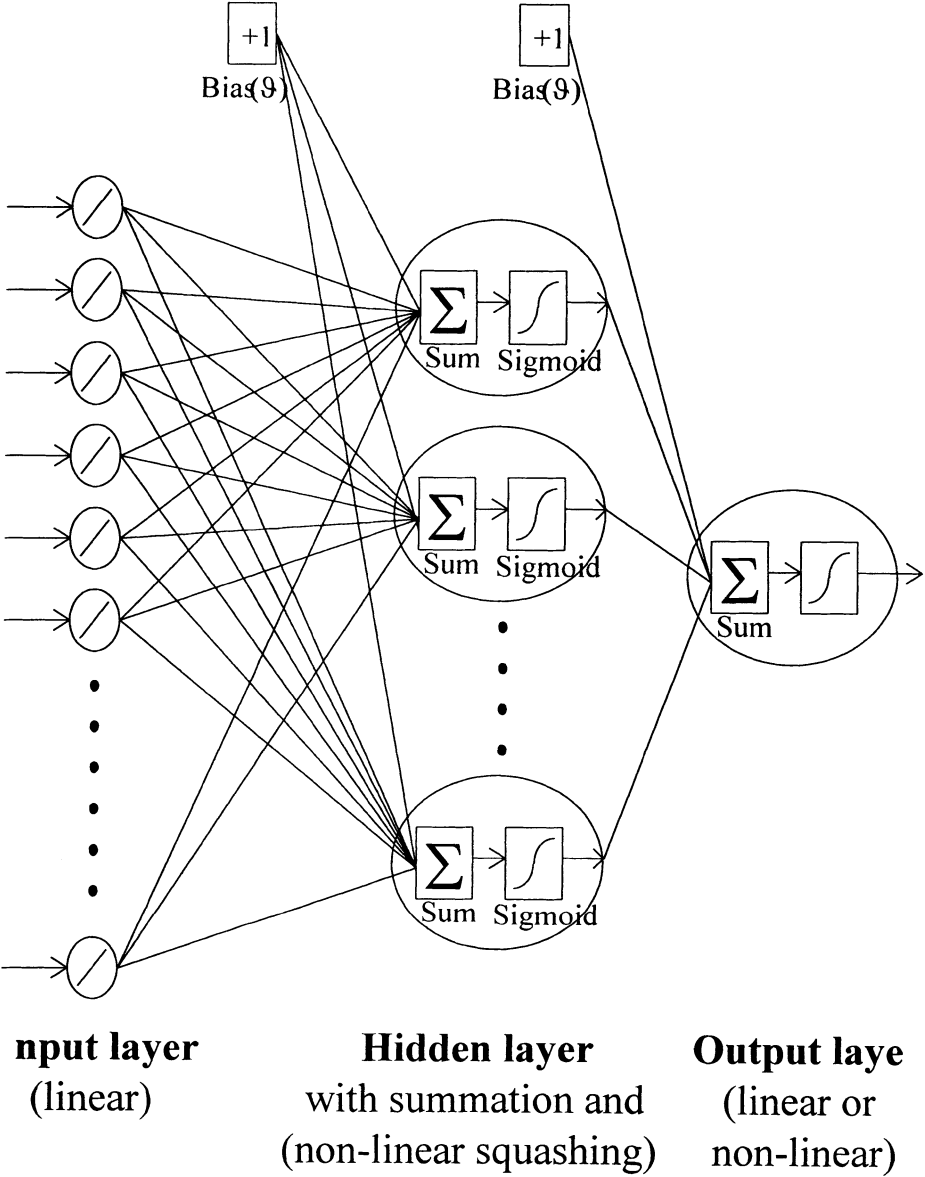 +1
Bias(ϑ)
+1
Bias(ϑ)
Σ
Sum Sigmoid
Σ
Sum Sigmoid
Σ
Sum
Σ
Sum Sigmoid
nput layer
(linear)
Hidden layer
with summation and
(non-linear squashing)
Output laye
(linear or
non-linear)